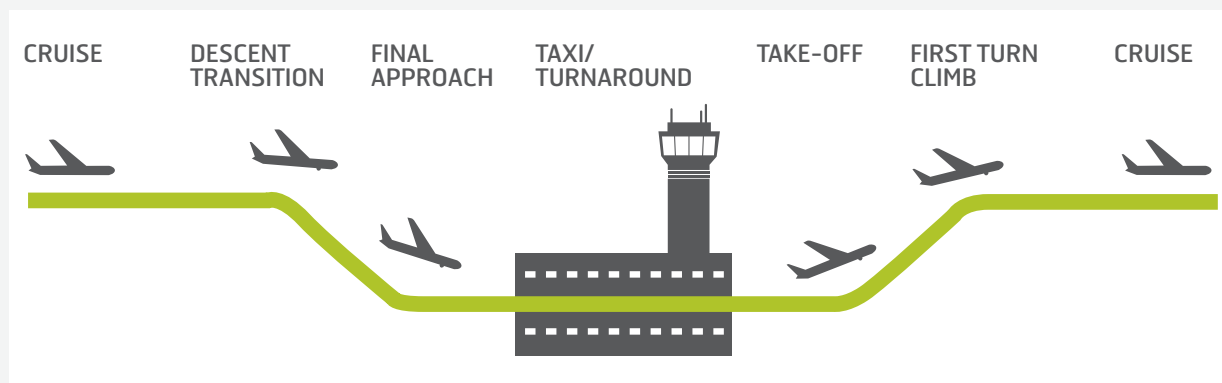 CRUISE
DESCENT
TRANSITION
FINAL
APPROACH
TAXI/
TURNAROUND
TAKE-OFF
FIRST TURN
CLIMB
CRUISE